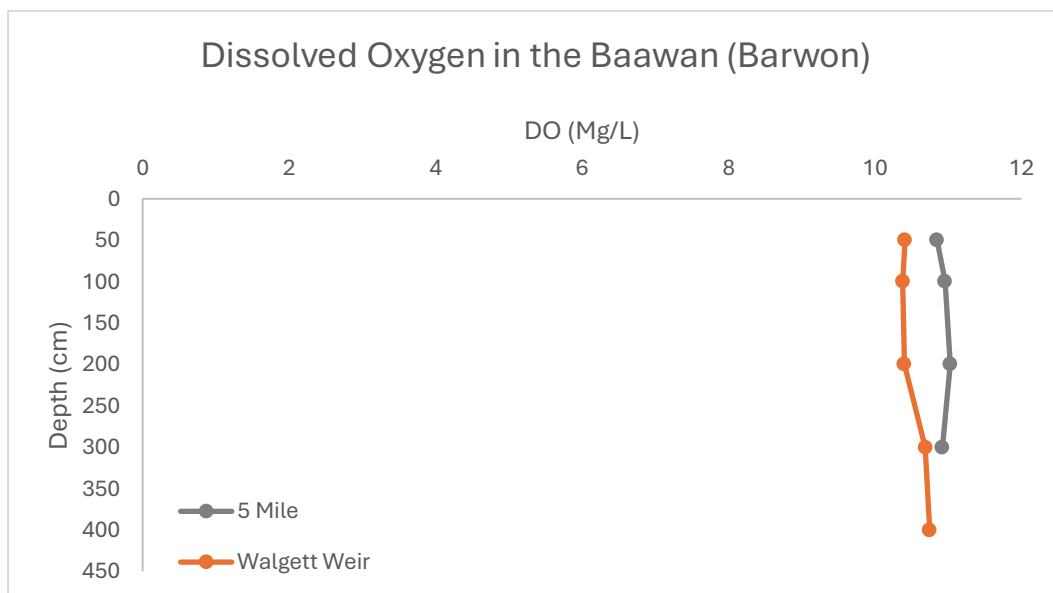 Dissolved Oxygen in the Baawan (Barwon)
DO (Mg/L)
0 2 4 6 8 10 12
Depth (cm)
0
50
100
150
200
250
300
350
400
450
5 Mile
Walgett Weir